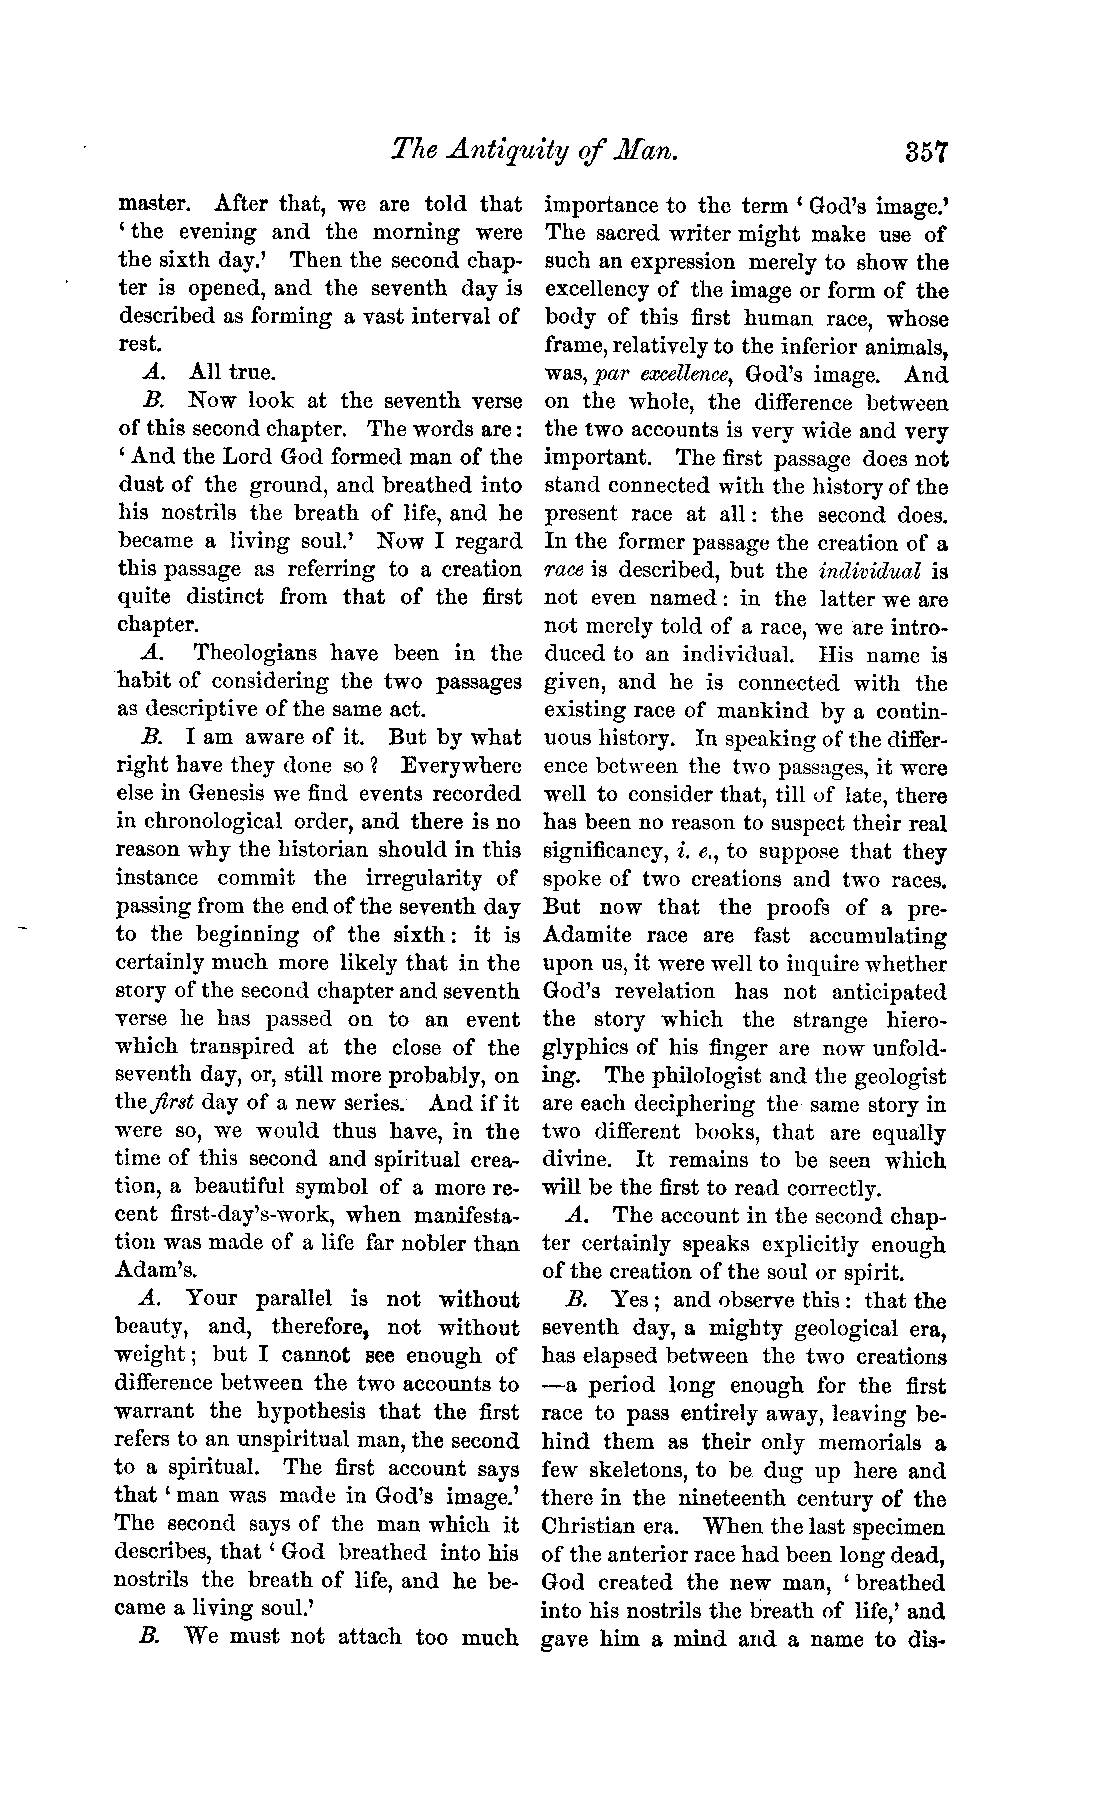 The Antiquity of Man. 357
master. After that, we are told that
‘the evening and the morning were
the sixth day.’ Then the second chap-
ter is opened, and the seventh day is
described as forming a vast interval of
rest.
A. All true.
B. Now look at the seventh verse
of this second chapter. The words are:
‘And the Lord God formed man of the
dust of the ground, and breathed into
his nostrils the breath of life, and he
became a living soul.’ Now I regard
this passage as referring to a creation
quite distinct from that of the first
chapter.
A. Theologians have been in the
habit of considering the two passages
as descriptive of the same act.
B. I am aware of it. But by what
right have they done so? Everywhere
else in Genesis we find events recorded
in chronological order, and there is no
reason why the historian should in this
instance commit the irregularity of
passing from the end of the seventh day
to the beginning of the sixth: it is
certainly much more likely that in the
story of the second chapter and seventh
verse he has passed on to an event
which transpired at the close of the
seventh day, or, still more probably, on
the first day of a new series. And if it
were so, we would thus have, in the
time of this second and spiritual crea-
tion, a beautiful symbol of a more re-
cent first-day's-work, when manifesta-
tion was made of a life far nobler than
Adam's.
A. Your parallel is not without
beauty, and, therefore, not without
weight; but I cannot see enough of
difference between the two accounts to
warrant the hypothesis that the first
refers to an unspiritual man, the second
to a spiritual. The first account says
that ‘man was made in God's image.’
The second says of the man which it
describes, that ‘God breathed into his
nostrils the breath of life, and he be-
came a living soul.’
B. We must not attach too much
importance to the term ‘God's image.’
The sacred writer might make use of
such an expression merely to show the
excellency of the image or form of the
body of this first human race, whose
frame, relatively to the inferior animals,
was, par excellence, God's image. And
on the whole, the difference between
the two accounts is very wide and very
important. The first passage does not
stand connected with the history of the
present race at all: the second does.
In the former passage the creation of a
race is described, but the individual is
not even named: in the latter we are
not merely told of a race, we are intro-
duced to an individual. His name is
given, and he is connected with the
existing race of mankind by a contin-
uous history. In speaking of the differ-
ence between the two passages, it were
well to consider that, till of late, there
has been no reason to suspect their real
significancy, i. e., to suppose that they
spoke of two creations and two races.
But now that the proofs of a pre-
Adamite race are fast accumulating
upon us, it were well to inquire whether
God's revelation has not anticipated
the story which the strange hiero-
glyphics of his finger are now unfold-
ing. The philologist and the geologist
are each deciphering the same story in
two different books, that are equally
divine. It remains to be seen which
will be the first to read correctly.
A. The account in the second chap-
ter certainly speaks explicitly enough
of the creation of the soul or spirit.
B. Yes; and observe this: that the
seventh day, a mighty geological era,
has elapsed between the two creations
—a period long enough for the first
race to pass entirely away, leaving be-
hind them as their only memorials a
few skeletons, to be dug up here and
there in the nineteenth century of the
Christian era. When the last specimen
of the anterior race had been long dead,
God created the new man, ‘breathed
into his nostrils the breath of life,’ and
gave him a mind and a name to dis-